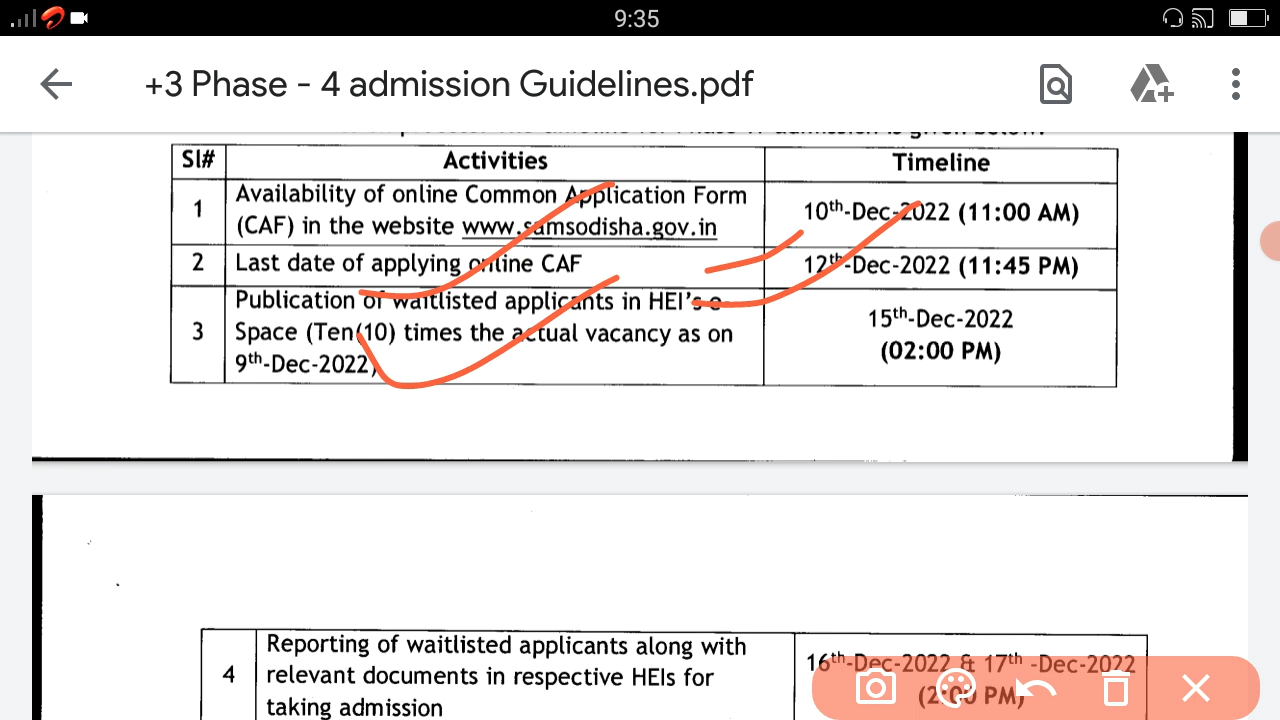 9:35
+3 Phase - 4 admission Guidelines.pdf
Sl# Activities Timeline
1 Availability of online Common Application Form (CAF) in the website www.samsodisha.gov.in 10th-Dec-2022 (11:00 AM)
2 Last date of applying online CAF 12th-Dec-2022 (11:45 PM)
3 Publication of waitlisted applicants in HEI's e-
Space (Ten(10) times the actual vacancy as on
9th-Dec-2022)
15th-Dec-2022
(02:00 PM)
4 Reporting of waitlisted applicants along with
relevant documents in respective HEIs for
taking admission
16th-Dec-2022 & 17th -Dec-2022
(2:00 PM)